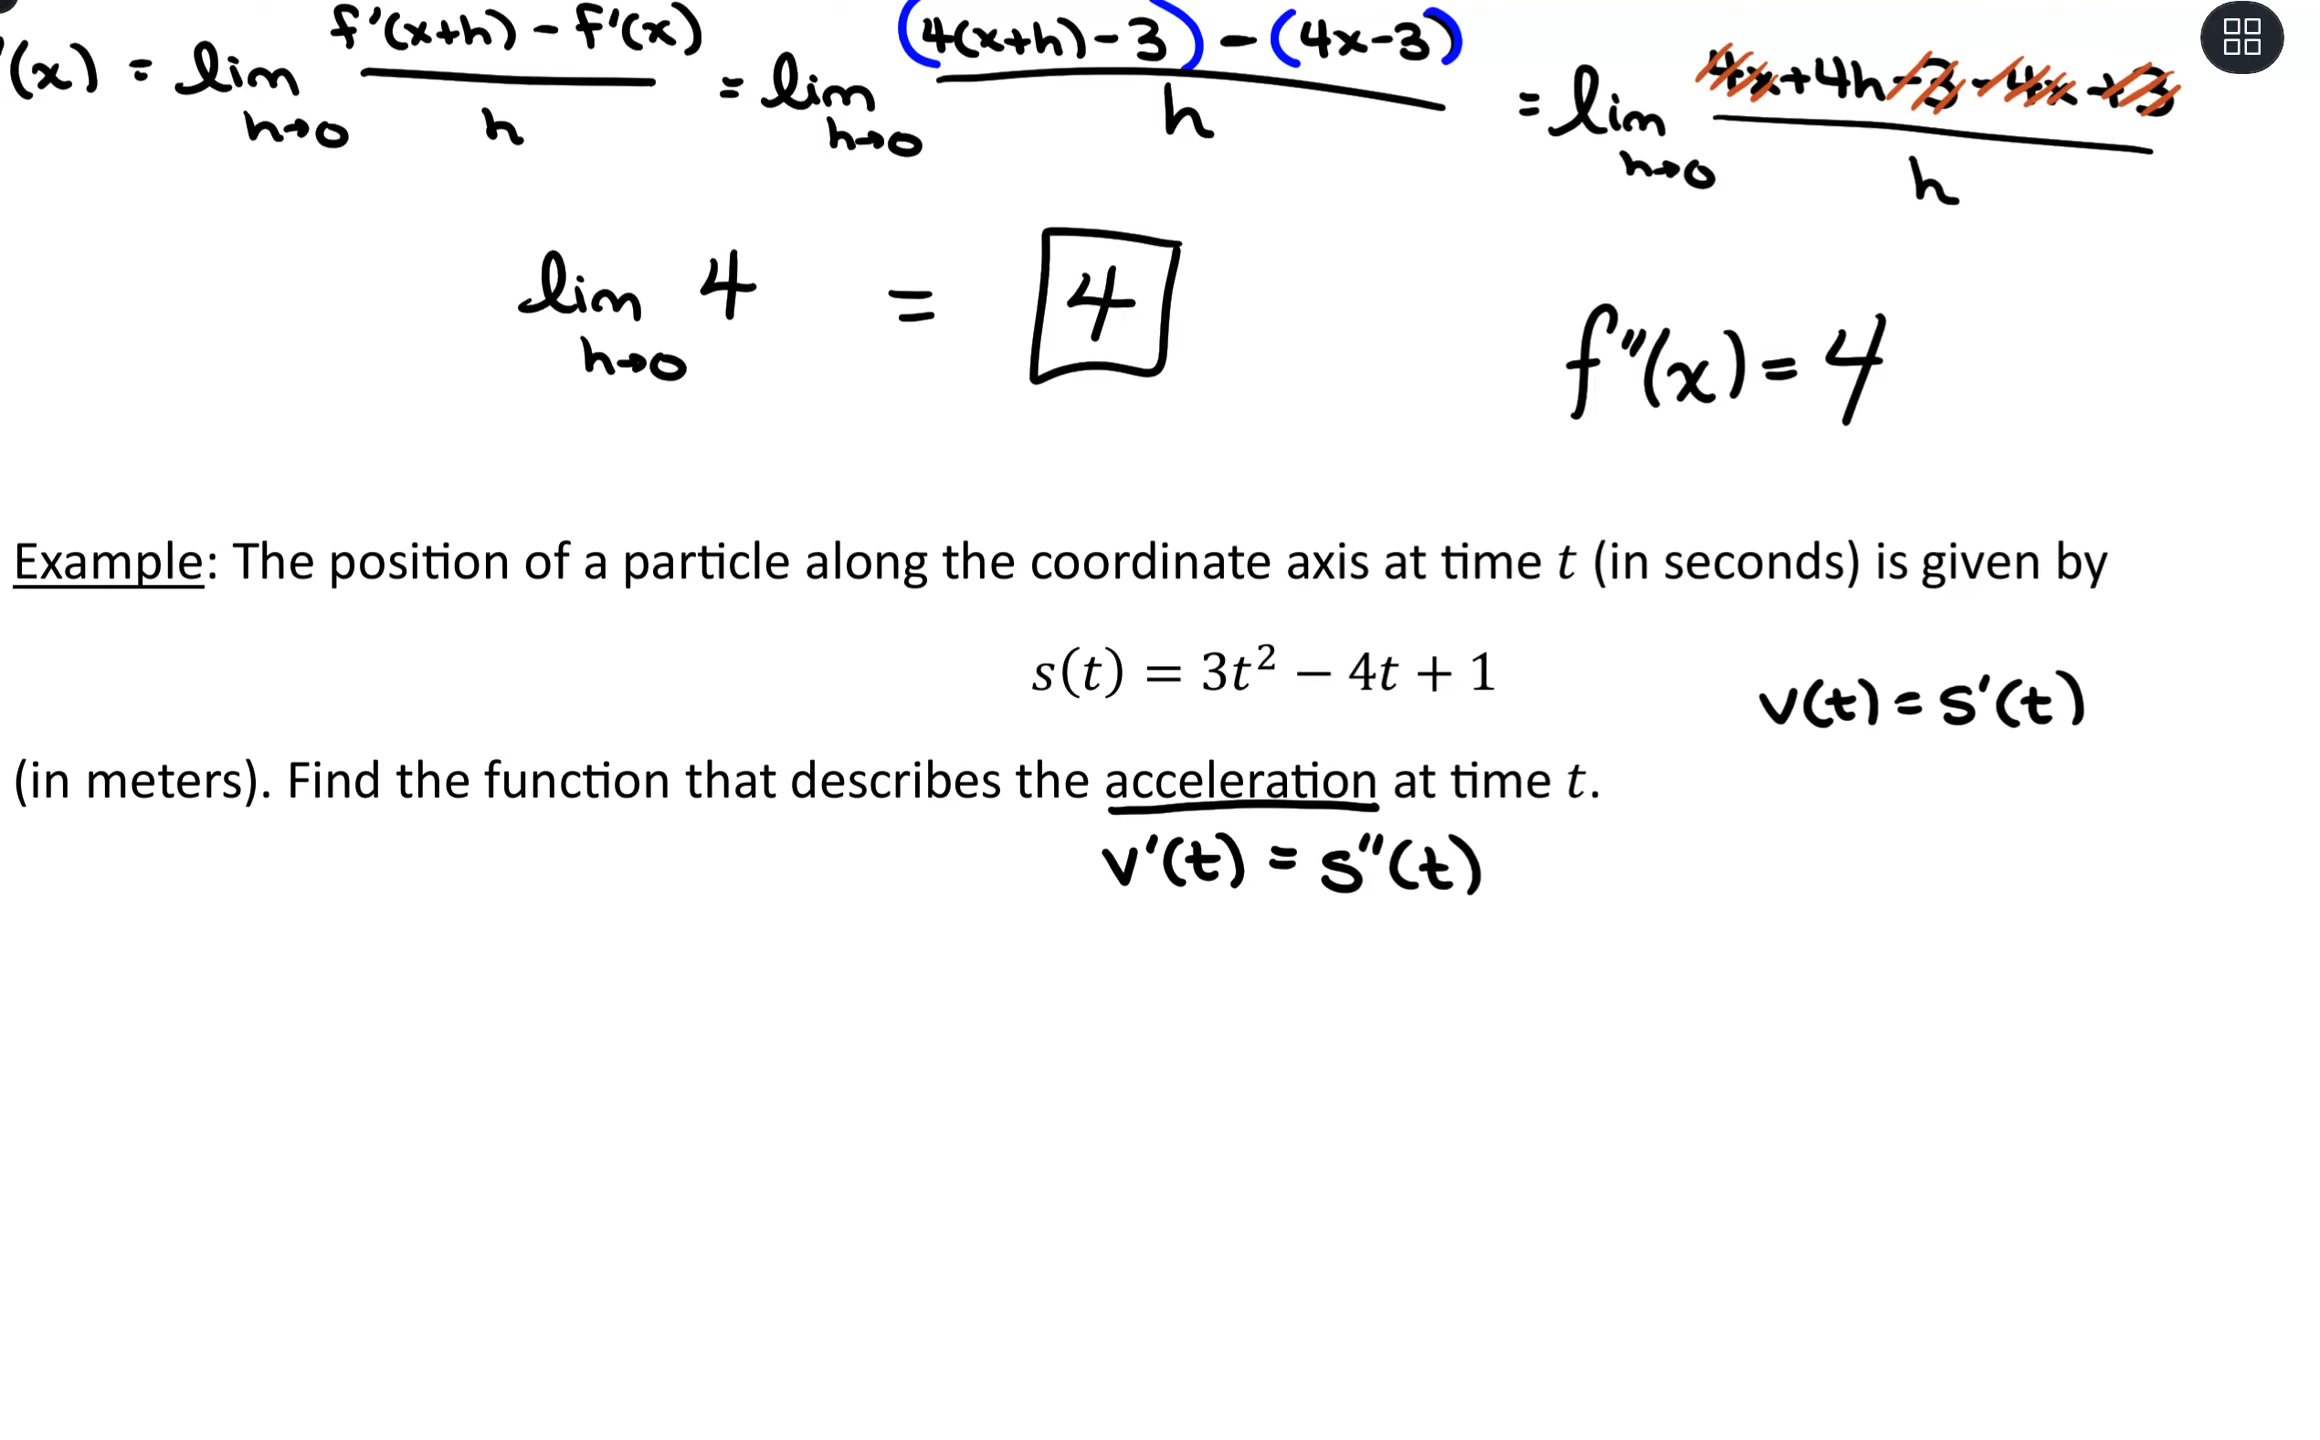 '(x) = lim h→0 f'(x+h) - f'(x) / h = lim h→0 (4(x+h)-3) - (4x-3) / h = lim h→0 4x+4h-3-4x+3 / h
lim h→0 4 = 4
f"(x) = 4
Example: The position of a particle along the coordinate axis at time t (in seconds) is given by
s(t) = 3t² − 4t + 1
v(t) = s'(t)
(in meters). Find the function that describes the acceleration at time t.
v'(t) = s"(t)